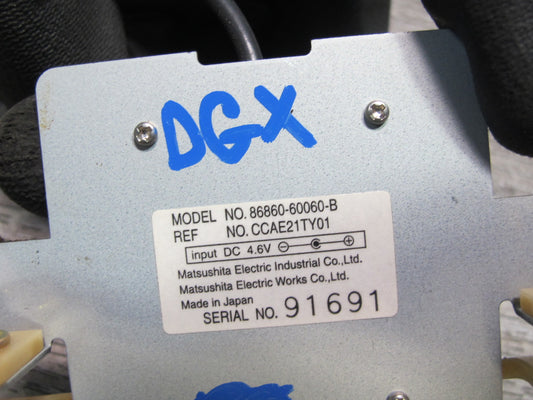 DGX
MODEL NO. 86860-60060-B
REF NO. CCAE21TY01
input DC 4.6V
Matsushita Electric Industrial Co.,Ltd.
Matsushita Electric Works Co.,Ltd.
Made in Japan
SERIAL NO. 91691